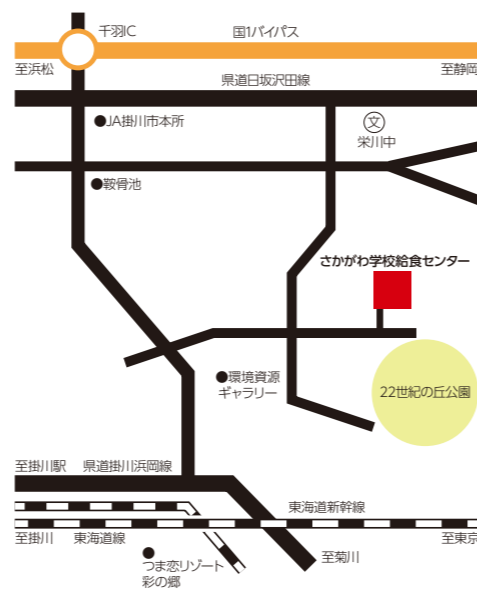 千羽IC
国1バイパス
至浜松
至静岡
県道日坂沢田線
●JA掛川市本所
文
栄川中
●鞍骨池
さかがわ学校給食センター
●環境資源
ギャラリー
22世紀の丘公園
至掛川駅
県道掛川浜岡線
東海道新幹線
至掛川
東海道線
至東京
至菊川
●
つま恋リゾート
彩の郷